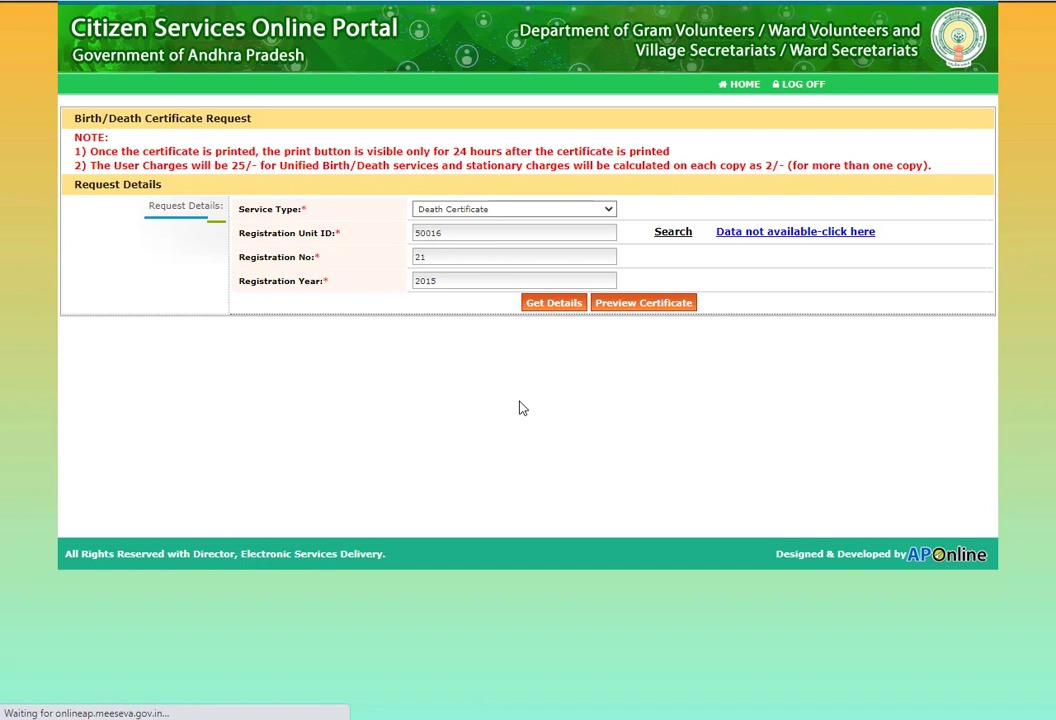 Citizen Services Online Portal
Government of Andhra Pradesh
Department of Gram Volunteers / Ward Volunteers and
Village Secretariats / Ward Secretariats
HOME LOG OFF
Birth/Death Certificate Request
NOTE:
1) Once the certificate is printed, the print button is visible only for 24 hours after the certificate is printed
2) The User Charges will be 25/- for Unified Birth/Death services and stationary charges will be calculated on each copy as 2/- (for more than one copy).
Request Details
Request Details:
Service Type:* Death Certificate
Registration Unit ID:* 50016 Search Data not available-click here
Registration No:* 21
Registration Year:* 2015
Get Details Preview Certificate
All Rights Reserved with Director, Electronic Services Delivery. Designed & Developed by APOnline
Waiting for onlineap.meeseva.gov.in...